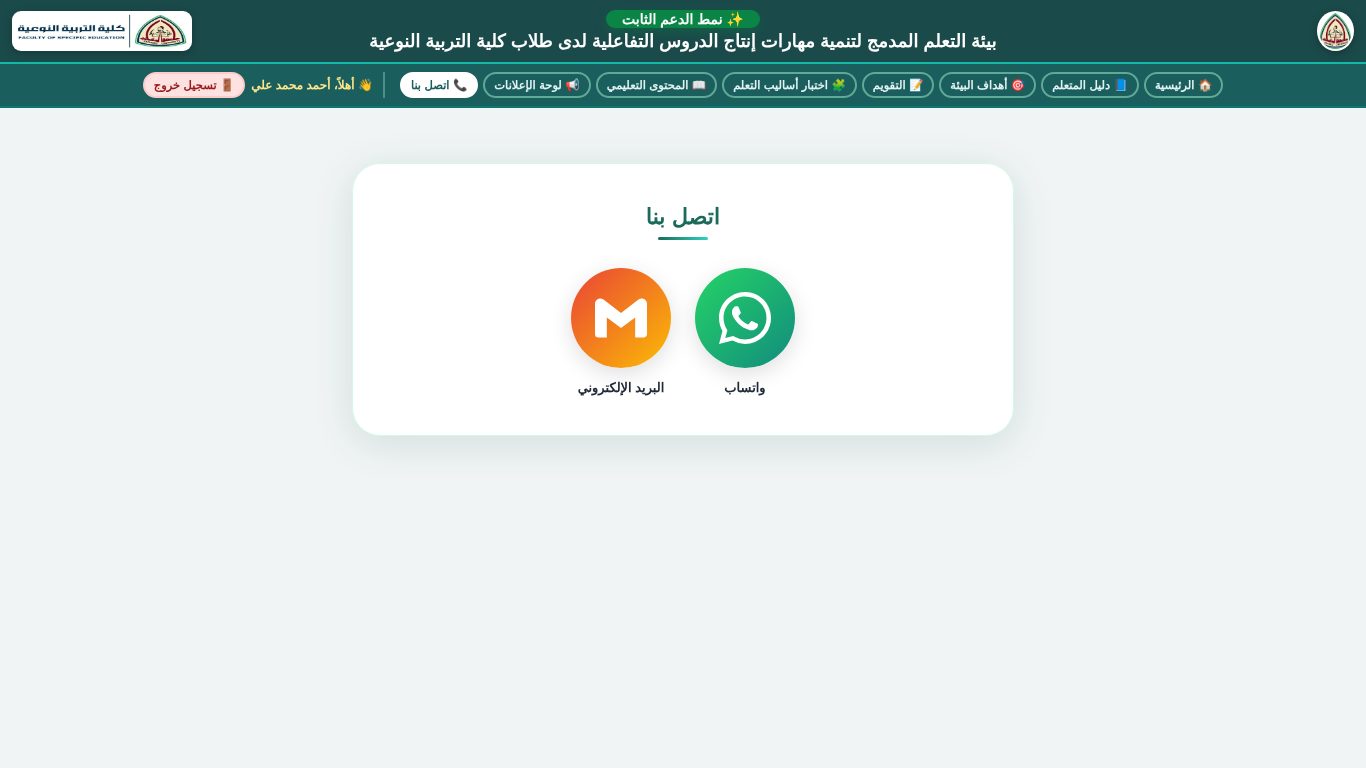 ✨ نمط الدعم الثابت
بيئة التعلم المدمج لتنمية مهارات إنتاج الدروس التفاعلية لدى طلاب كلية التربية النوعية
كلية التربية النوعية
FACULTY OF SPECIFIC EDUCATION
🏠 الرئيسية
📘 دليل المتعلم
🎯 أهداف البيئة
📝 التقويم
🧩 اختبار أساليب التعلم
📖 المحتوى التعليمي
📢 لوحة الإعلانات
📞 اتصل بنا
👋 أهلاً، أحمد محمد علي
🚪 تسجيل خروج
اتصل بنا
واتساب
البريد الإلكتروني